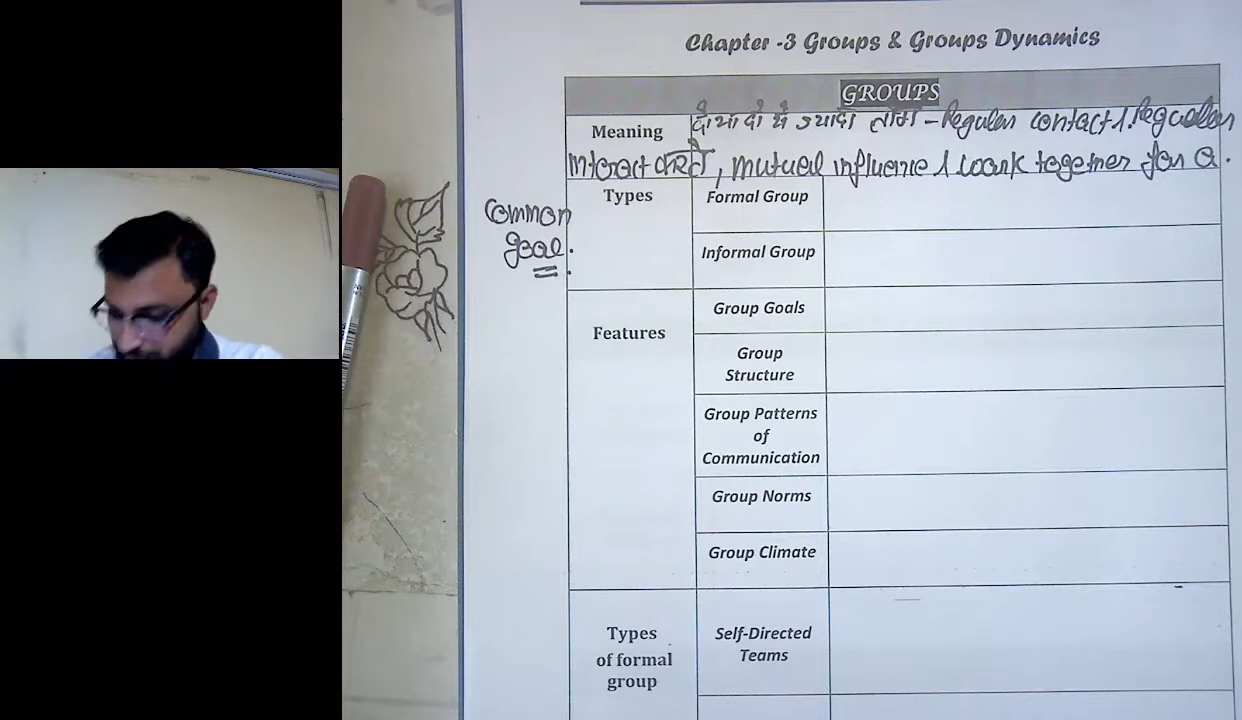 Chapter -3 Groups & Groups Dynamics
GROUPS
Meaning
दो या दो से ज्यादा लोग - Regular contact & Regular
interact करते, mutual influence & work together for a
common
goal.
Types
Formal Group
Informal Group
Features
Group Goals
Group
Structure
Group Patterns
of
Communication
Group Norms
Group Climate
Types
of formal
group
Self-Directed
Teams